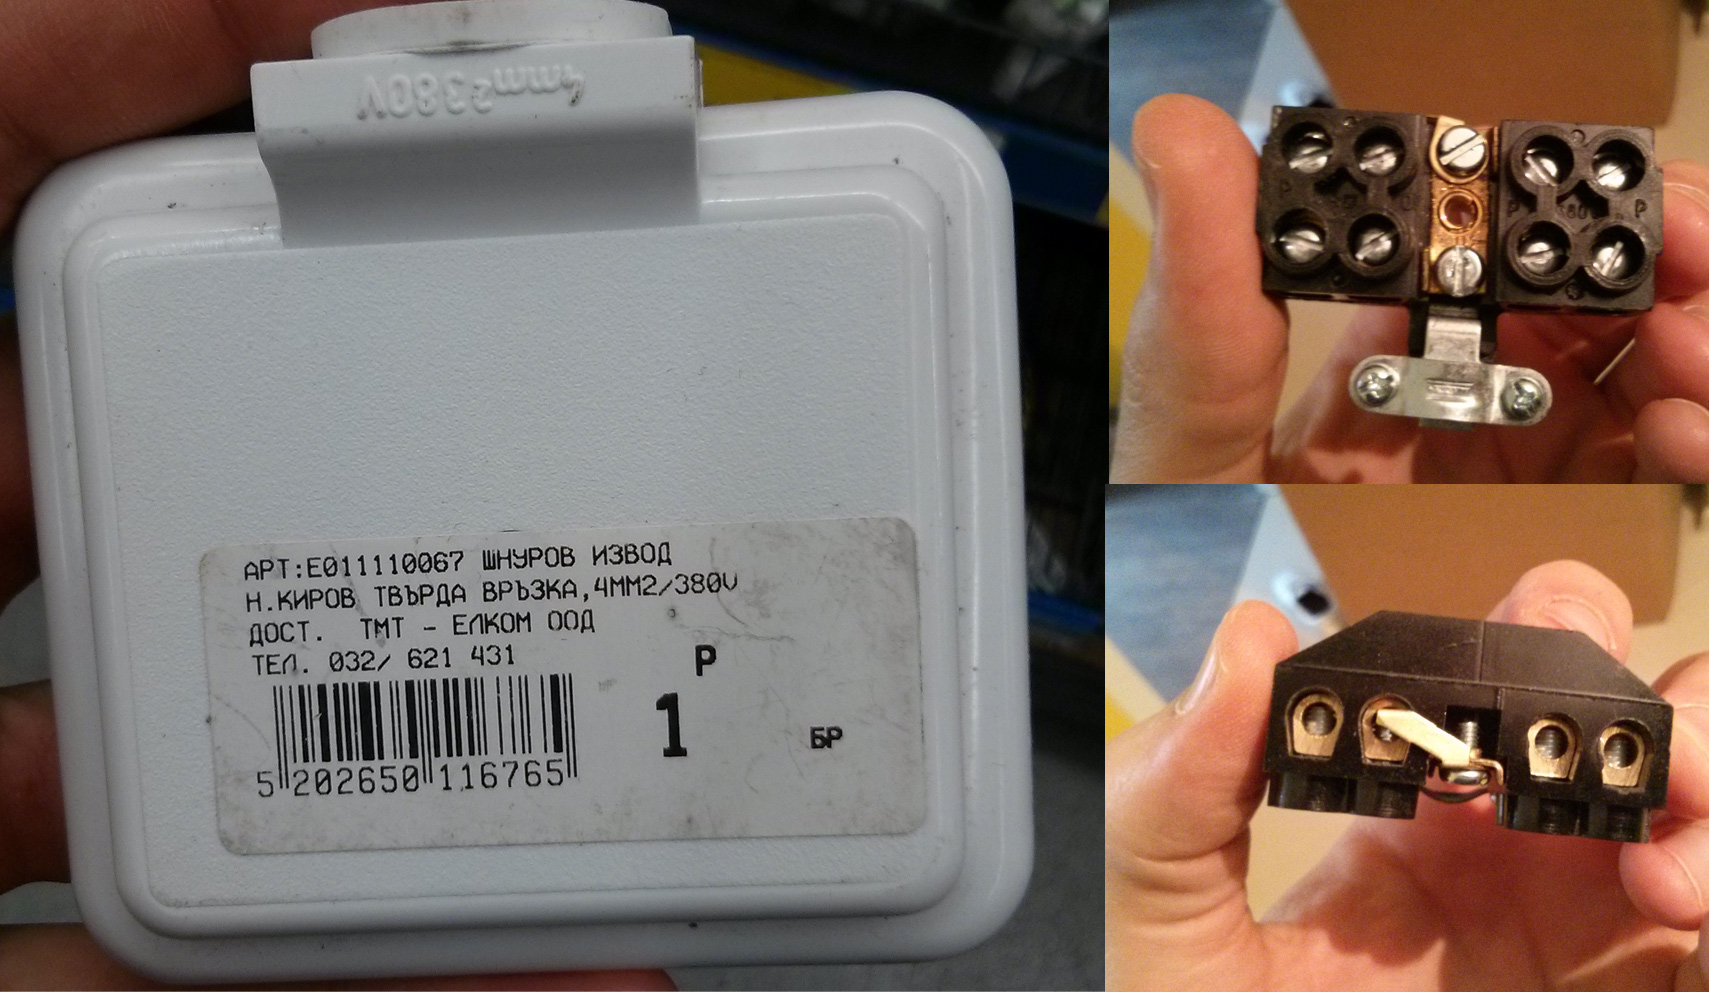 4mm² 380V
АРТ:E011110067 ШНУРОВ ИЗВОД
Н.КИРОВ ТВЪРДА ВРЪЗКА,4ММ2/380V
ДОСТ. ТМТ - ЕЛКОМ ООД
ТЕЛ. 032/ 621 431
Р
1
БР
5 202650 116765
P
P P